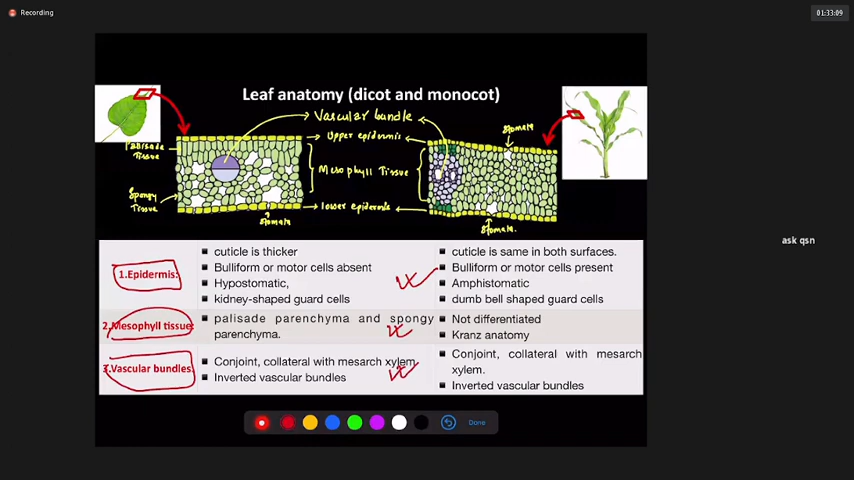 Recording
01:33:09
Leaf anatomy (dicot and monocot)
Vascular bundle
Stomata
Upper epidermis
Palisade
Tissue
Mesophyll Tissue
Spongy
Tissue
lower epidermis
Stomata
Stomata.
ask qsn
1.Epidermis:
cuticle is thicker
Bulliform or motor cells absent
Hypostomatic,
kidney-shaped guard cells
cuticle is same in both surfaces.
Bulliform or motor cells present
Amphistomatic
dumb bell shaped guard cells
2.Mesophyll tissue:
palisade parenchyma and spongy
parenchyma.
Not differentiated
Kranz anatomy
3.Vascular bundles:
Conjoint, collateral with mesarch xylem.
Inverted vascular bundles
Conjoint, collateral with mesarch
xylem.
Inverted vascular bundles
Done